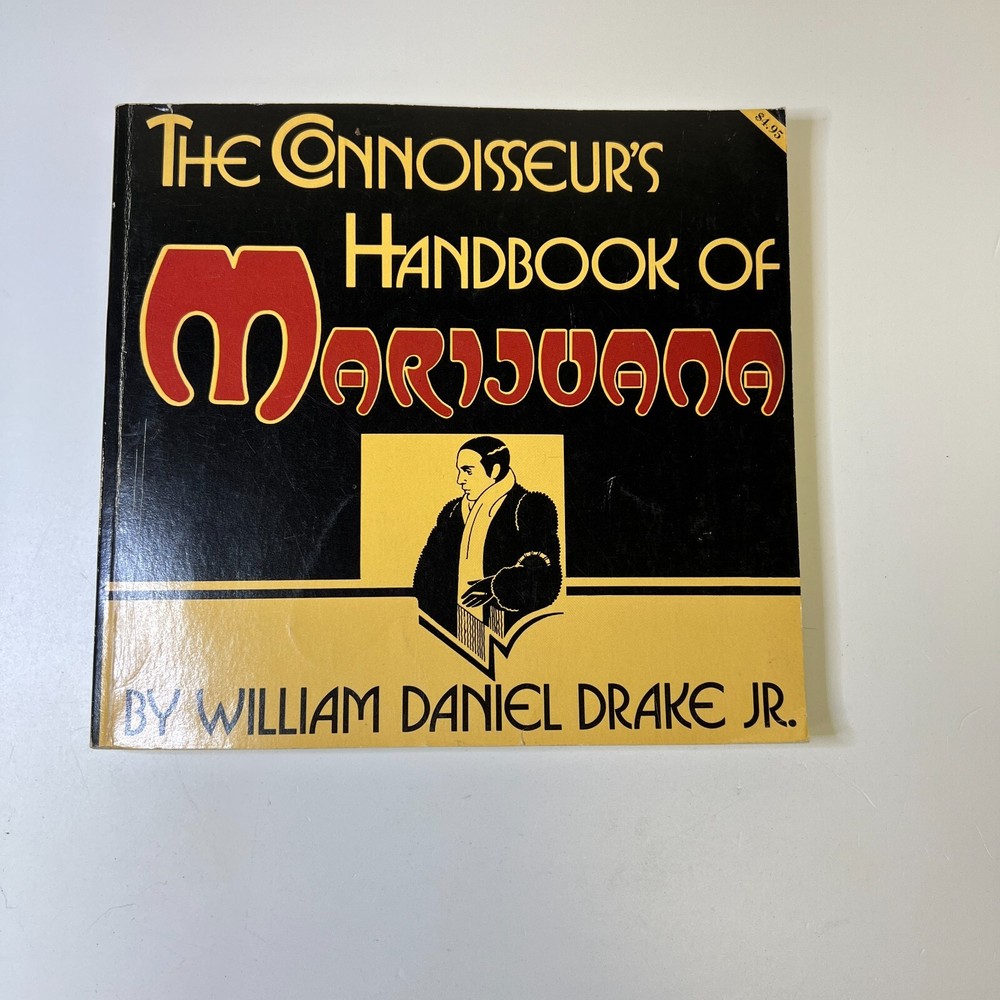 $4.95
THE CONNOISSEUR'S
HANDBOOK OF
MARIJUANA
BY WILLIAM DANIEL DRAKE JR.